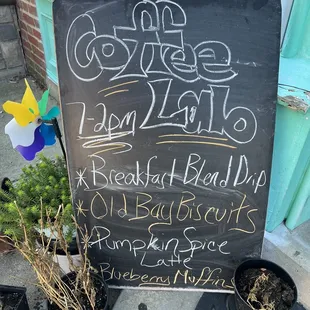 Coffee
Lab
7-2pm
* Breakfast Blend Drip
* Old Bay Biscuits
* Pumpkin Spice
Latte
Blueberry Muffin